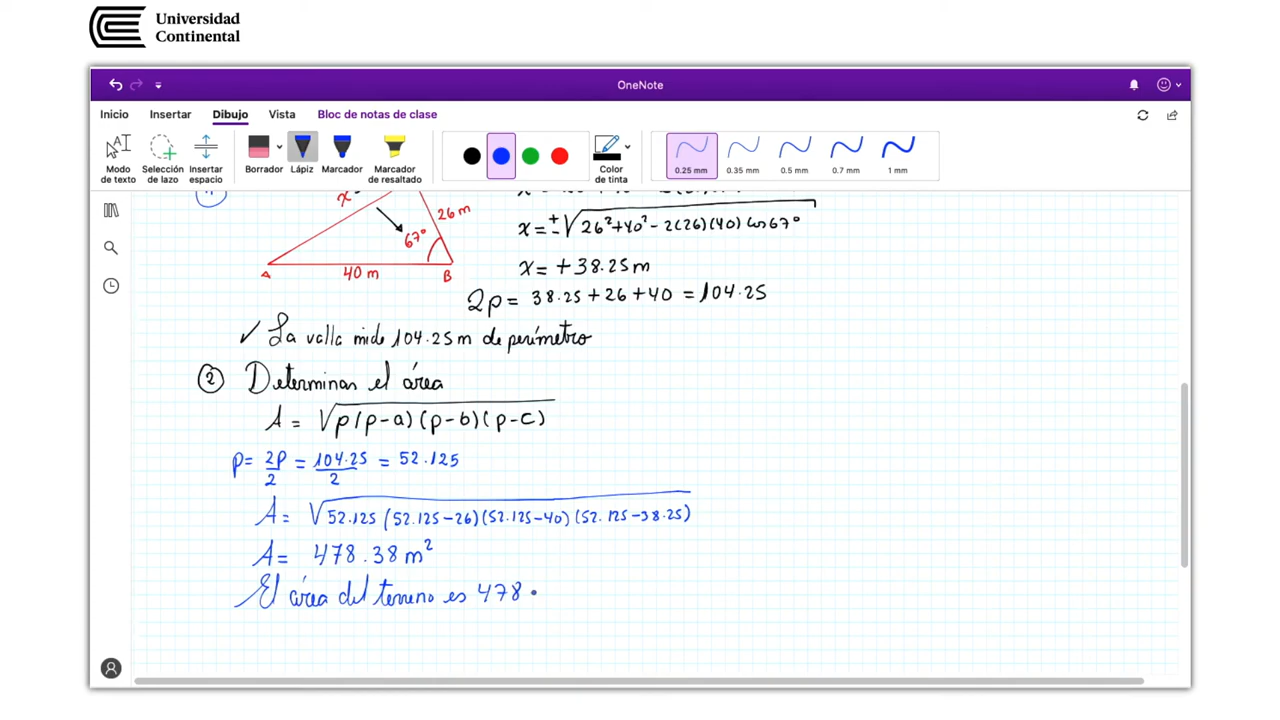 Universidad
Continental
OneNote
Inicio Insertar Dibujo Vista Bloc de notas de clase
Modo de texto Selección de lazo Insertar espacio Borrador Lápiz Marcador Marcador de resaltado Color de tinta 0.25 mm 0.35 mm 0.5 mm 0.7 mm 1 mm
x
26 m
67°
A 40 m B
x = ± √26²+40²-2(26)(40) cos67°
x = +38.25m
2p = 38.25+26+40 = 104.25
✓ La valla mide 104.25m de perímetro
② Determinar el área
A = √p(p-a)(p-b)(p-c)
p = 2P/2 = 104.25/2 = 52.125
A = √52.125 (52.125-26)(52.125-40)(52.125-38.25)
A = 478.38 m²
El área del terreno es 478.